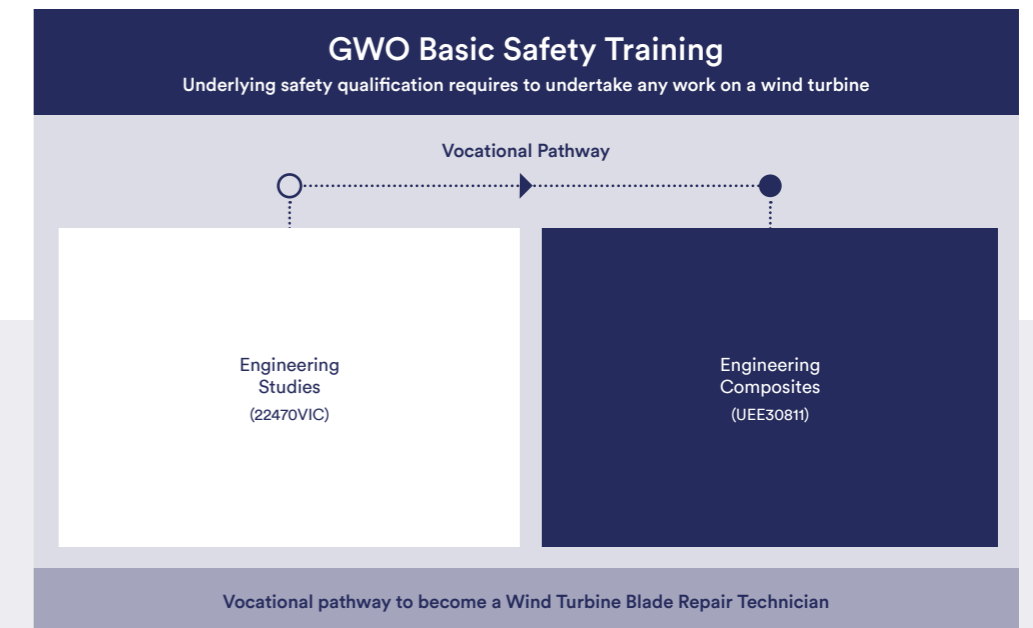 GWO Basic Safety Training
Underlying safety qualification requires to undertake any work on a wind turbine
Vocational Pathway
Engineering
Studies
(22470VIC)
Engineering
Composites
(UEE30811)
Vocational pathway to become a Wind Turbine Blade Repair Technician